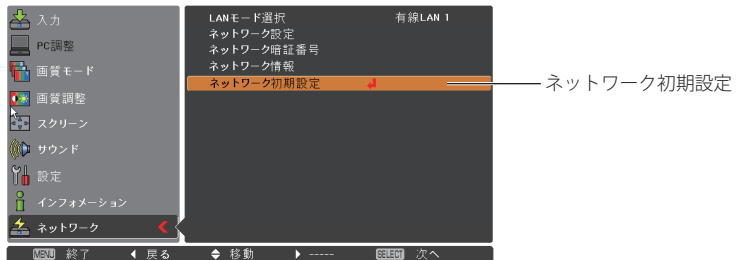 入力
PC調整
画質モード
画質調整
スクリーン
サウンド
設定
インフォメーション
ネットワーク
LANモード選択 有線LAN 1
ネットワーク設定
ネットワーク暗証番号
ネットワーク情報
ネットワーク初期設定
ネットワーク初期設定
MENU 終了 戻る 移動 ----- SELECT 次へ